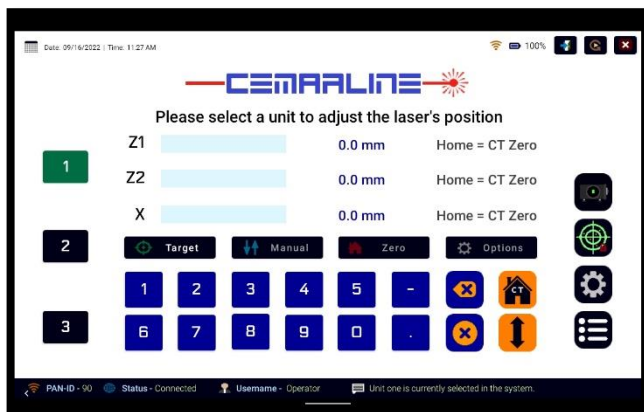 Date: 09/16/2022 | Time: 11:27 AM
100%
CEMARLINE
Please select a unit to adjust the laser's position
Z1 0.0 mm Home = CT Zero
1
Z2 0.0 mm Home = CT Zero
X 0.0 mm Home = CT Zero
2 Target Manual Zero Options
1 2 3 4 5 - CT
3 6 7 8 9 0 .
PAN-ID - 90 Status - Connected Username - Operator Unit one is currently selected in the system.